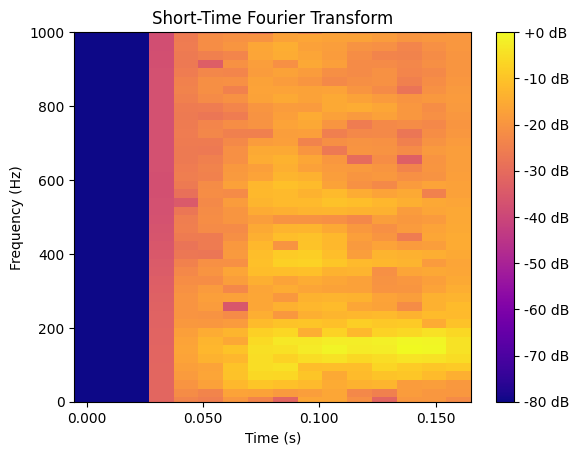 Short-Time Fourier Transform
Frequency (Hz)
1000
800
600
400
200
0
0.000
0.050
0.100
0.150
Time (s)
+0 dB
-10 dB
-20 dB
-30 dB
-40 dB
-50 dB
-60 dB
-70 dB
-80 dB